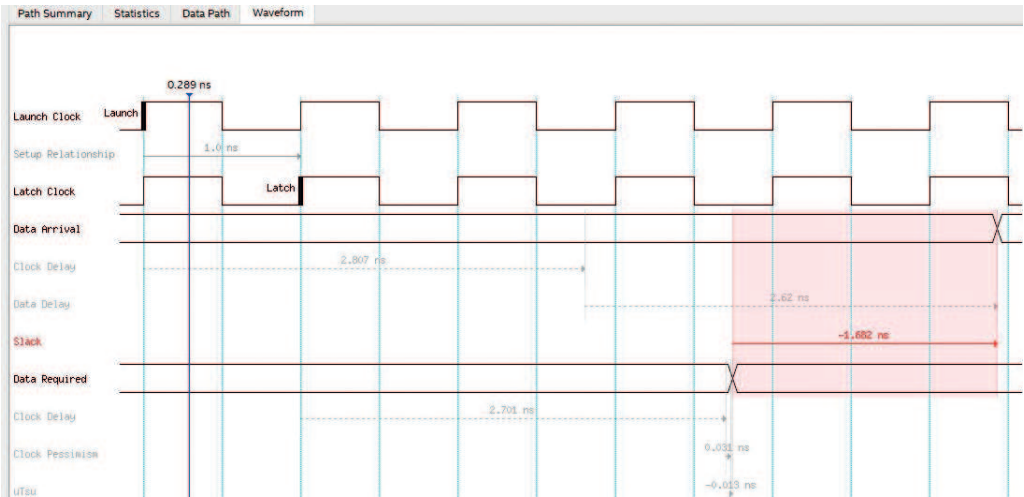 Path Summary Statistics Data Path Waveform
0.289 ns
Launch Clock Launch
Setup Relationship 1.0 ns
Latch Clock Latch
Data Arrival
Clock Delay 2.807 ns
Data Delay 2.62 ns
Slack -1.682 ns
Data Required
Clock Delay 2.701 ns
Clock Pessimism 0.031 ns
uTsu -0.013 ns